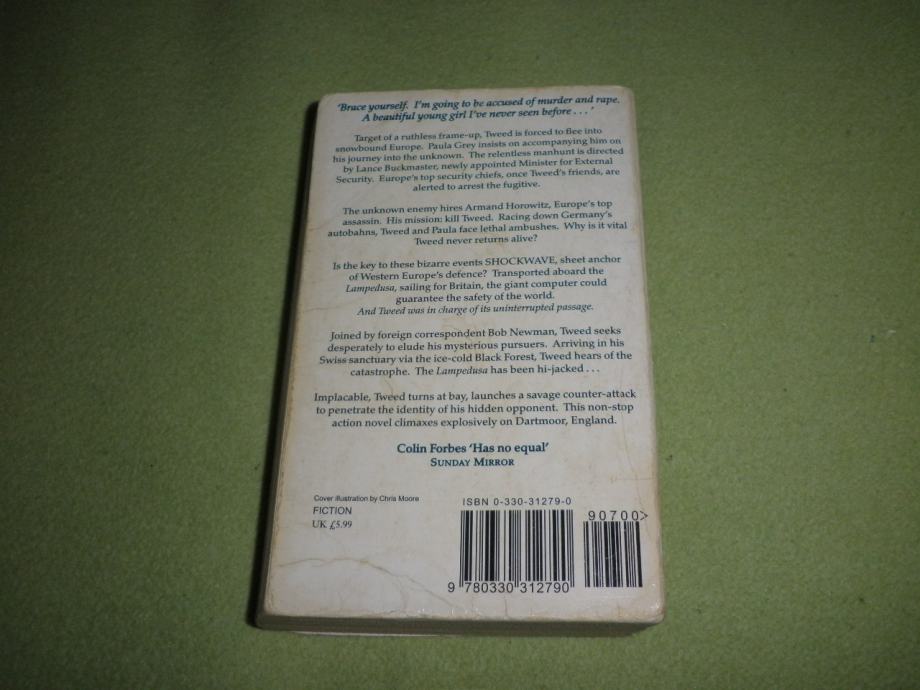 'Brace yourself. I'm going to be accused of murder and rape.
A beautiful young girl I've never seen before . . . '
Target of a ruthless frame-up, Tweed is forced to flee into
snowbound Europe. Paula Grey insists on accompanying him on
his journey into the unknown. The relentless manhunt is directed
by Lance Buckmaster, newly appointed Minister for External
Security. Europe's top security chiefs, once Tweed's friends, are
alerted to arrest the fugitive.
The unknown enemy hires Armand Horowitz, Europe's top
assassin. His mission: kill Tweed. Racing down Germany's
autobahns, Tweed and Paula face lethal ambushes. Why is it vital
Tweed never returns alive?
Is the key to these bizarre events SHOCKWAVE, sheet anchor
of Western Europe's defence? Transported aboard the
Lampedusa, sailing for Britain, the giant computer could
guarantee the safety of the world.
And Tweed was in charge of its uninterrupted passage.
Joined by foreign correspondent Bob Newman, Tweed seeks
desperately to elude his mysterious pursuers. Arriving in his
Swiss sanctuary via the ice-cold Black Forest, Tweed hears of the
catastrophe. The Lampedusa has been hi-jacked . . .
Implacable, Tweed turns at bay, launches a savage counter-attack
to penetrate the identity of his hidden opponent. This non-stop
action novel climaxes explosively on Dartmoor, England.
Colin Forbes 'Has no equal'
SUNDAY MIRROR
Cover illustration by Chris Moore
FICTION
UK £5.99
ISBN 0-330-31279-0
90700>
9 780330 312790